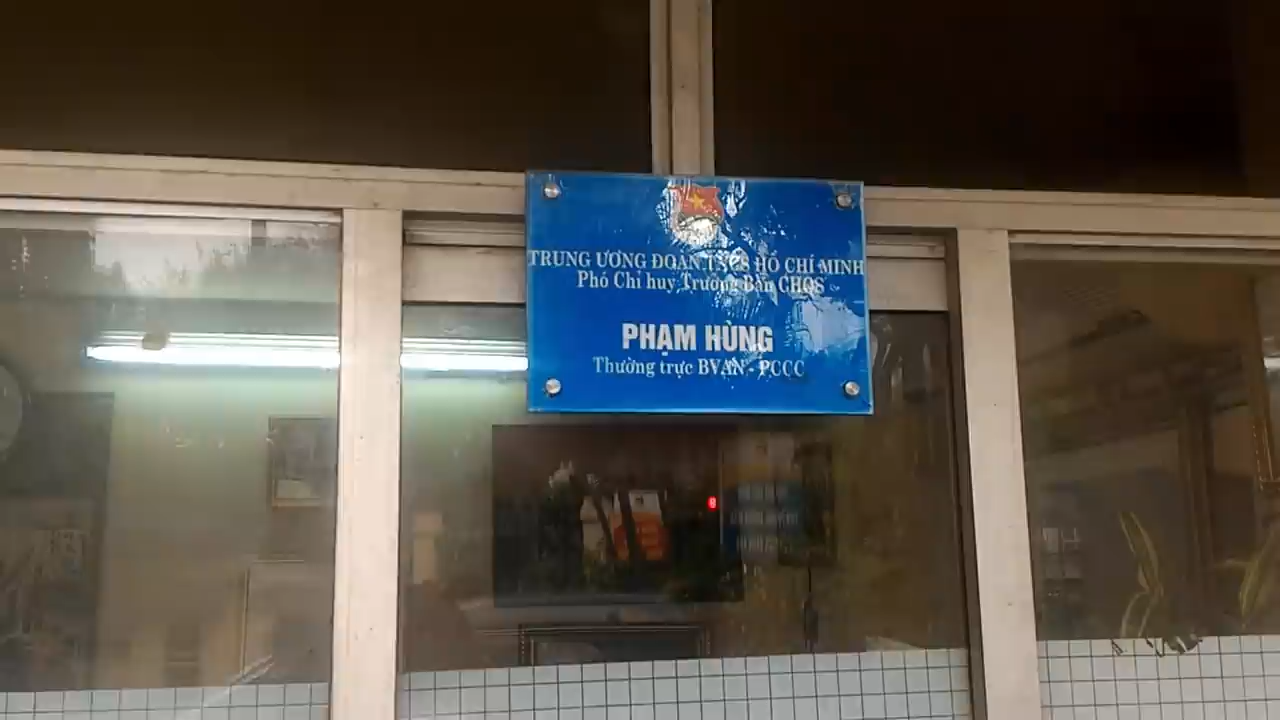 TRUNG ƯƠNG ĐOÀN TNCS HỒ CHÍ MINH
Phó Chỉ huy Trưởng Ban CHQS
PHẠM HÙNG
Thường trực BVAN - PCCC